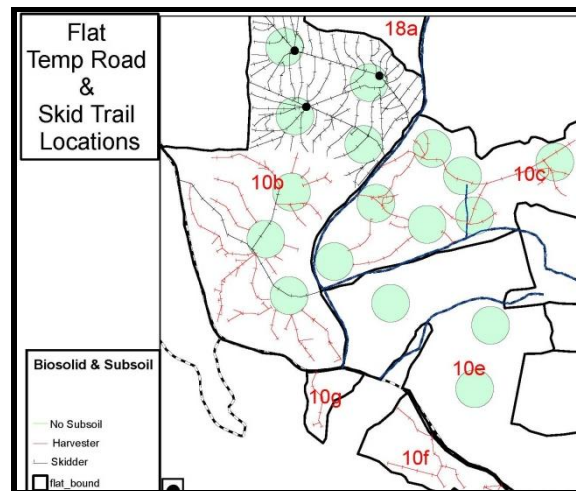 Flat
Temp Road
&
Skid Trail
Locations
18a
10b
10c
10e
10g
10f
Biosolid & Subsoil
No Subsoil
Harvester
Skidder
flat_bound